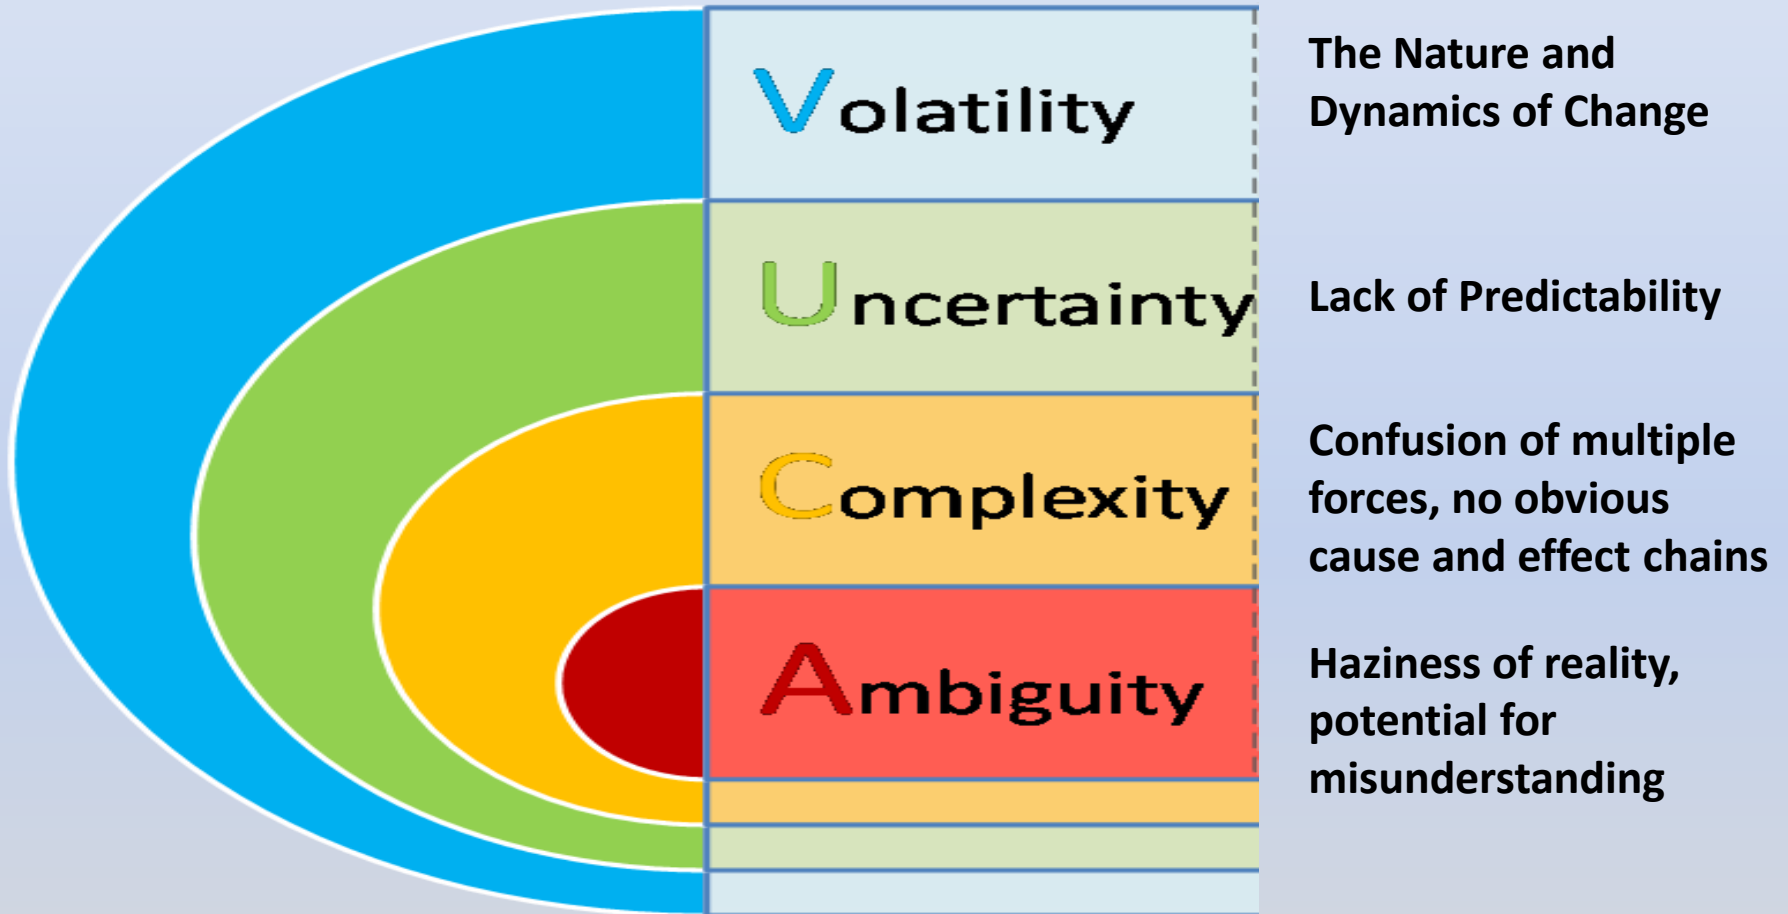 Volatility
The Nature and
Dynamics of Change
Uncertainty
Lack of Predictability
Complexity
Confusion of multiple
forces, no obvious
cause and effect chains
Ambiguity
Haziness of reality,
potential for
misunderstanding